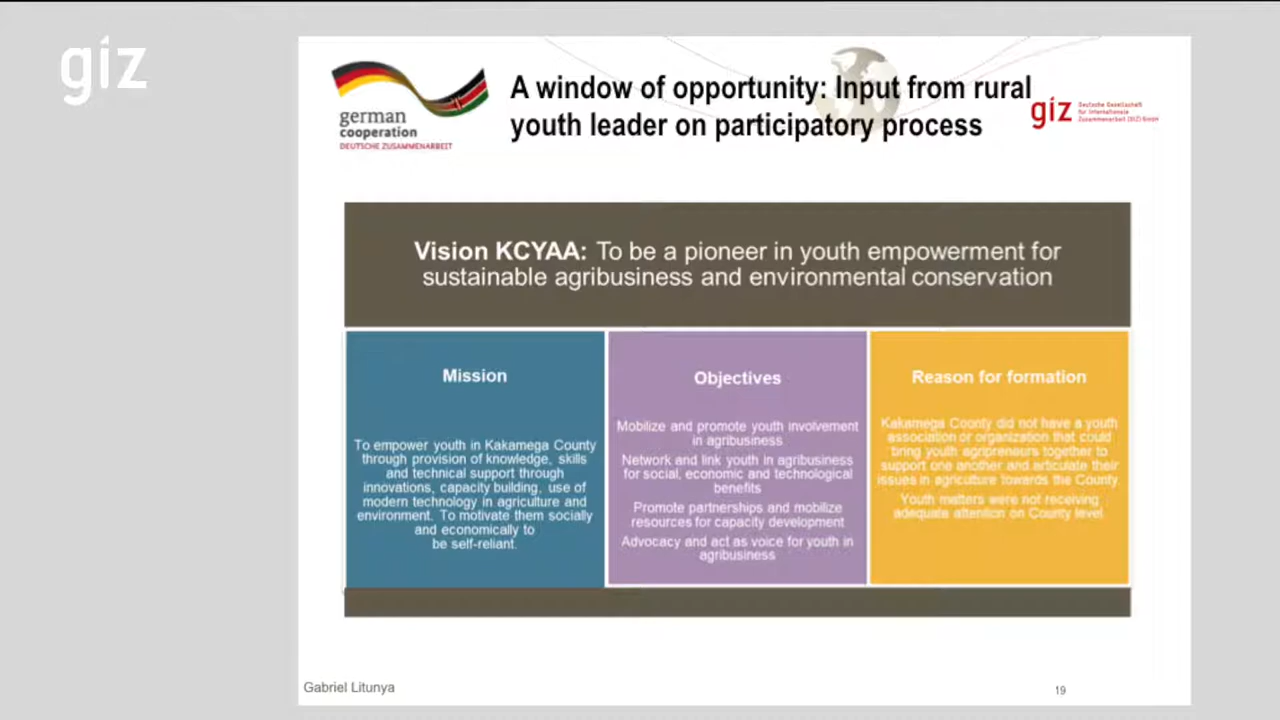 giz
german
cooperation
DEUTSCHE ZUSAMMENARBEIT
A window of opportunity: Input from rural
youth leader on participatory process
giz
Deutsche Gesellschaft
für Internationale
Zusammenarbeit (GIZ) GmbH
Vision KCYAA: To be a pioneer in youth empowerment for
sustainable agribusiness and environmental conservation
Mission
To empower youth in Kakamega County
through provision of knowledge, skills
and technical support through
innovations, capacity building, use of
modern technology in agriculture and
environment. To motivate them socially
and economically to
be self-reliant.
Objectives
Mobilize and promote youth involvement
in agribusiness
Network and link youth in agribusiness
for social, economic and technological
benefits
Promote partnerships and mobilize
resources for capacity development
Advocacy and act as voice for youth in
agribusiness
Reason for formation
Kakamega County did not have a youth
association or organization that could
bring youth agripreneurs together to
support one another and articulate their
issues in agriculture towards the County.
Youth matters were not receiving
adequate attention on County level
Gabriel Litunya
19